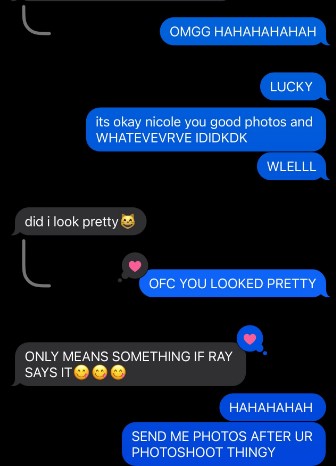 OMGG HAHAHAHAHAH
LUCKY
its okay nicole you good photos and
WHATEVEVRVE IDIDKDK
WLELLL
did i look pretty😹
OFC YOU LOOKED PRETTY
ONLY MEANS SOMETHING IF RAY
SAYS IT😋😋😋
HAHAHAHAH
SEND ME PHOTOS AFTER UR
PHOTOSHOOT THINGY